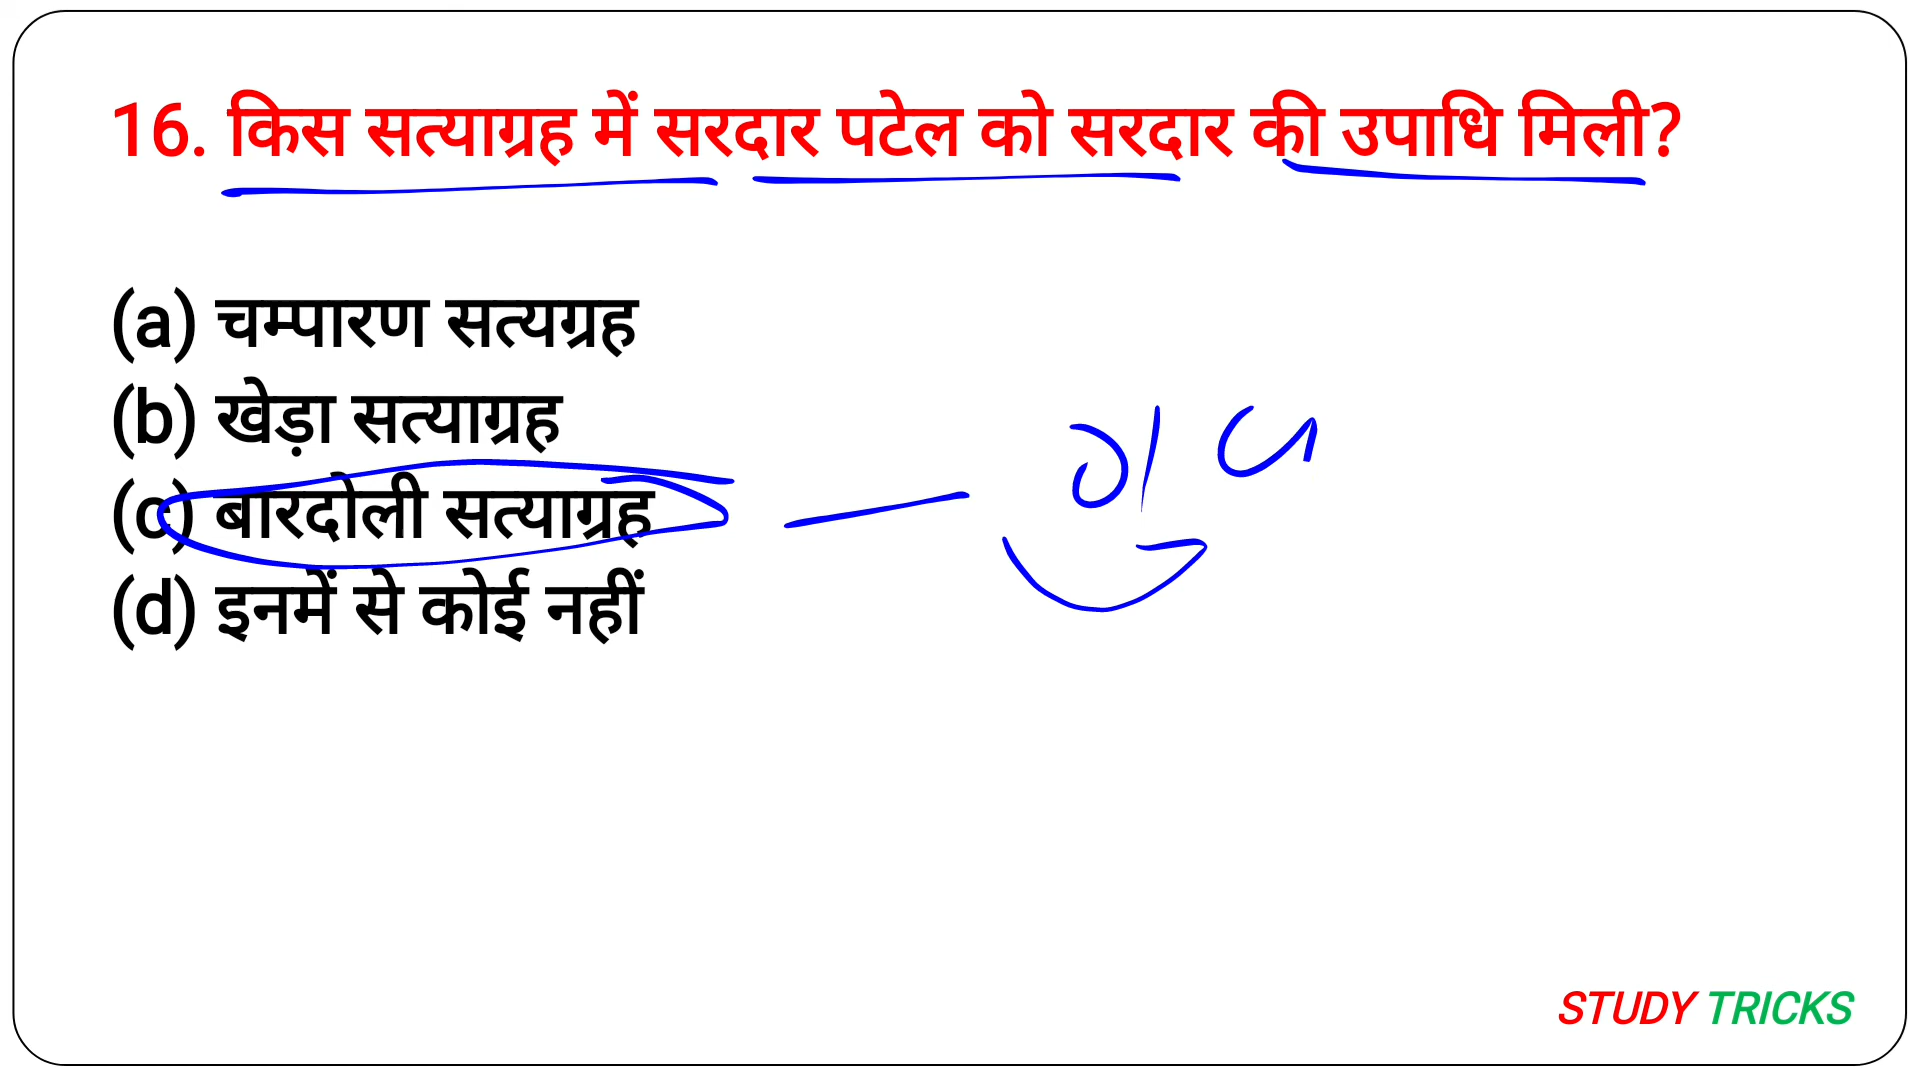 16. किस सत्याग्रह में सरदार पटेल को सरदार की उपाधि मिली?
(a) चम्पारण सत्यग्रह
(b) खेड़ा सत्याग्रह
(c) बारदोली सत्याग्रह
(d) इनमें से कोई नहीं
STUDY TRICKS